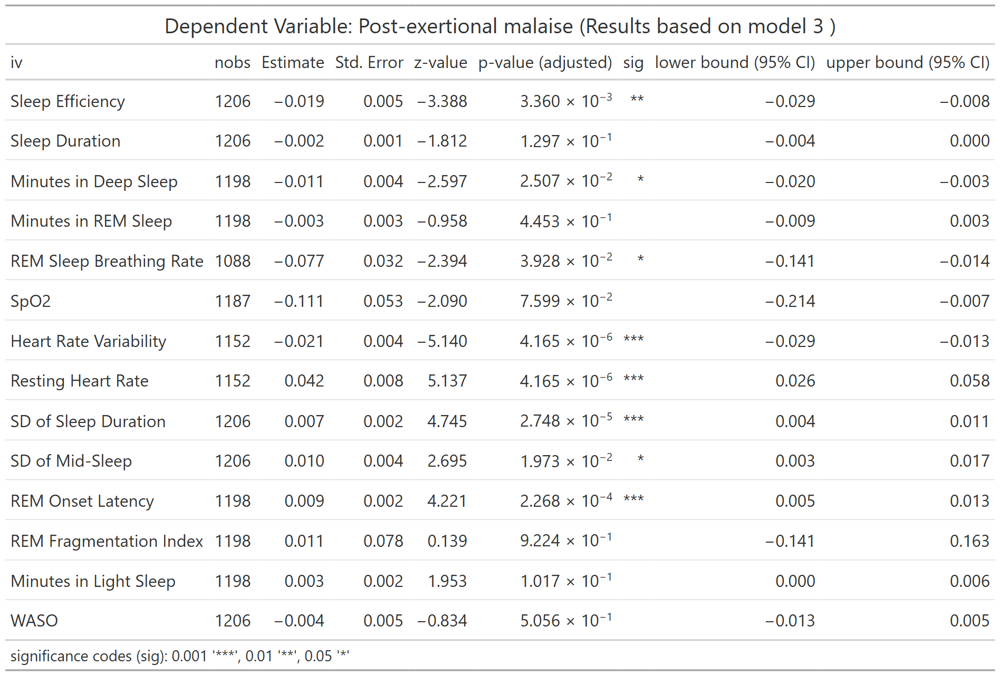 Dependent Variable: Post-exertional malaise (Results based on model 3 )
iv nobs Estimate Std. Error z-value p-value (adjusted) sig lower bound (95% CI) upper bound (95% CI)
Sleep Efficiency 1206 −0.019 0.005 −3.388 3.360 × 10⁻³ ** −0.029 −0.008
Sleep Duration 1206 −0.002 0.001 −1.812 1.297 × 10⁻¹ −0.004 0.000
Minutes in Deep Sleep 1198 −0.011 0.004 −2.597 2.507 × 10⁻² * −0.020 −0.003
Minutes in REM Sleep 1198 −0.003 0.003 −0.958 4.453 × 10⁻¹ −0.009 0.003
REM Sleep Breathing Rate 1088 −0.077 0.032 −2.394 3.928 × 10⁻² * −0.141 −0.014
SpO2 1187 −0.111 0.053 −2.090 7.599 × 10⁻² −0.214 −0.007
Heart Rate Variability 1152 −0.021 0.004 −5.140 4.165 × 10⁻⁶ *** −0.029 −0.013
Resting Heart Rate 1152 0.042 0.008 5.137 4.165 × 10⁻⁶ *** 0.026 0.058
SD of Sleep Duration 1206 0.007 0.002 4.745 2.748 × 10⁻⁵ *** 0.004 0.011
SD of Mid-Sleep 1206 0.010 0.004 2.695 1.973 × 10⁻² * 0.003 0.017
REM Onset Latency 1198 0.009 0.002 4.221 2.268 × 10⁻⁴ *** 0.005 0.013
REM Fragmentation Index 1198 0.011 0.078 0.139 9.224 × 10⁻¹ −0.141 0.163
Minutes in Light Sleep 1198 0.003 0.002 1.953 1.017 × 10⁻¹ 0.000 0.006
WASO 1206 −0.004 0.005 −0.834 5.056 × 10⁻¹ −0.013 0.005
significance codes (sig): 0.001 '***', 0.01 '**', 0.05 '*'